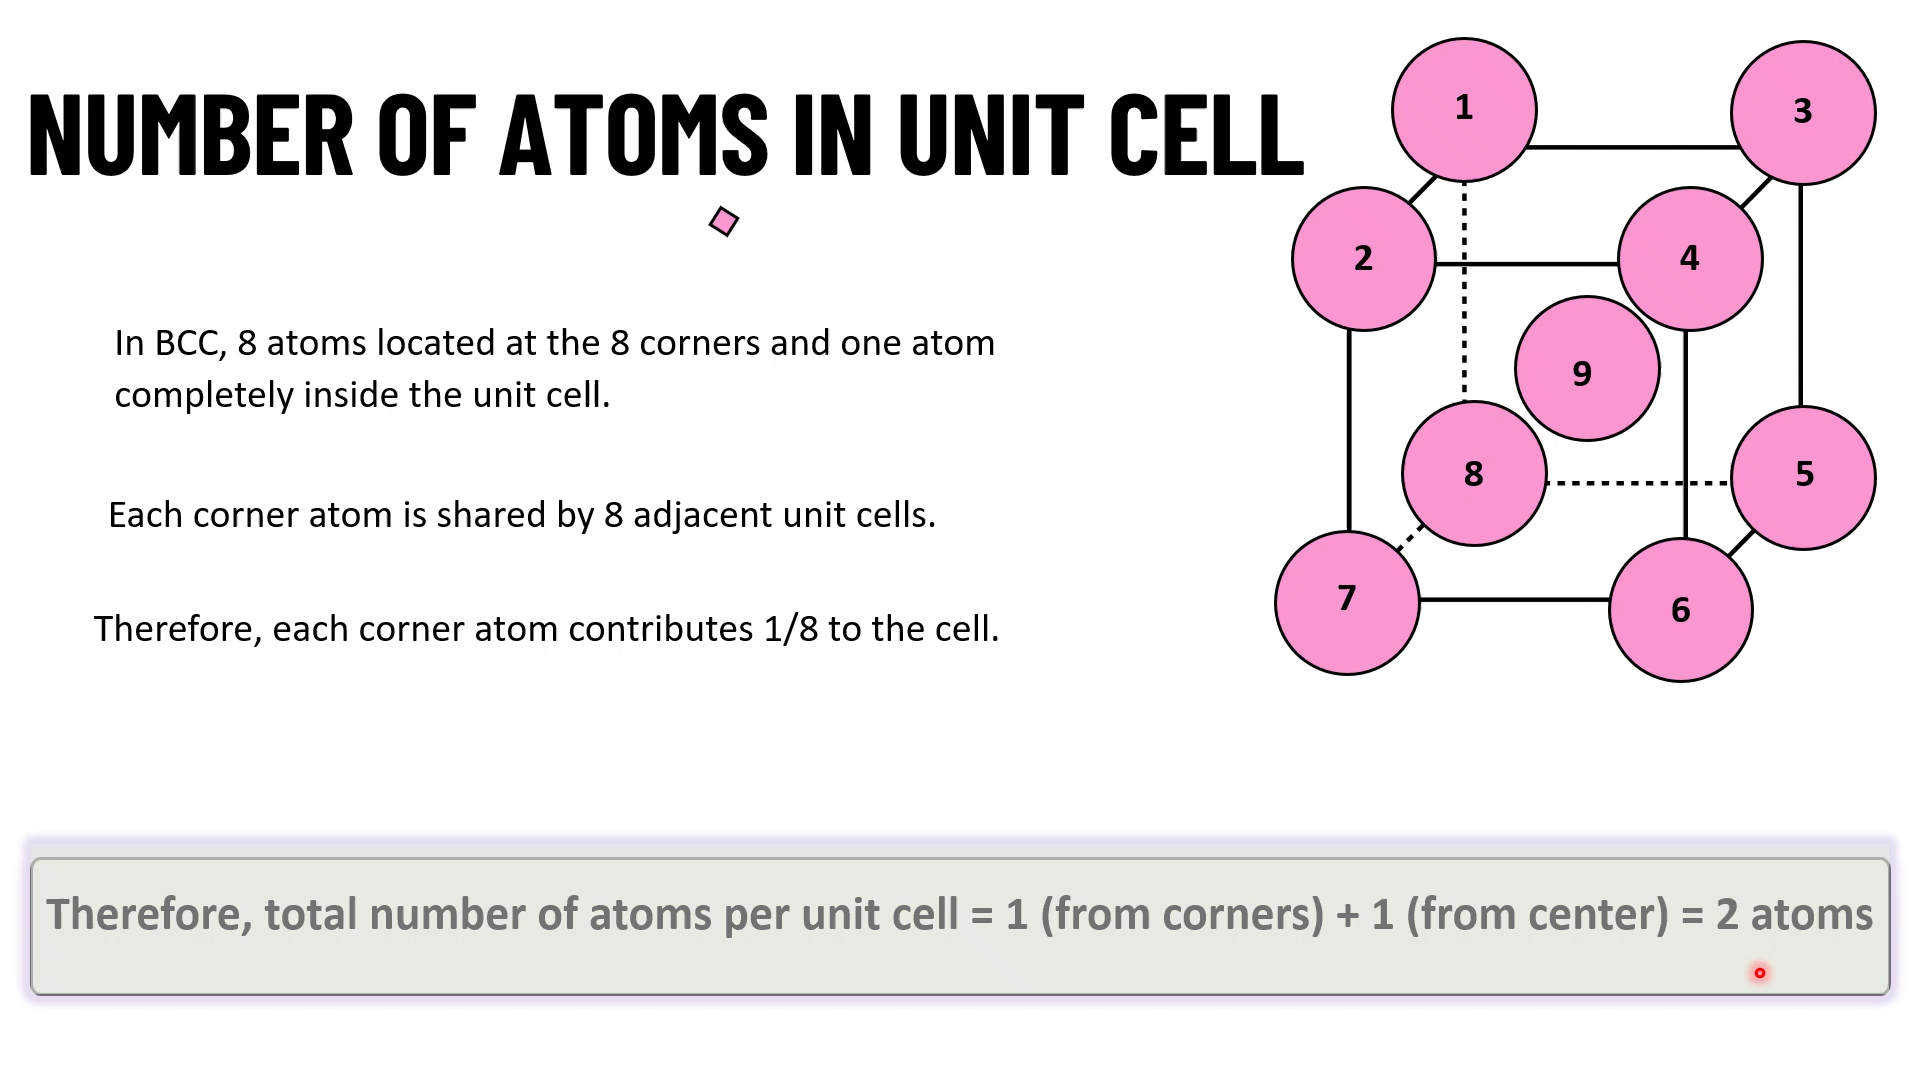 NUMBER OF ATOMS IN UNIT CELL
In BCC, 8 atoms located at the 8 corners and one atom
completely inside the unit cell.
Each corner atom is shared by 8 adjacent unit cells.
Therefore, each corner atom contributes 1/8 to the cell.
1
3
2
4
9
8
5
7
6
Therefore, total number of atoms per unit cell = 1 (from corners) + 1 (from center) = 2 atoms